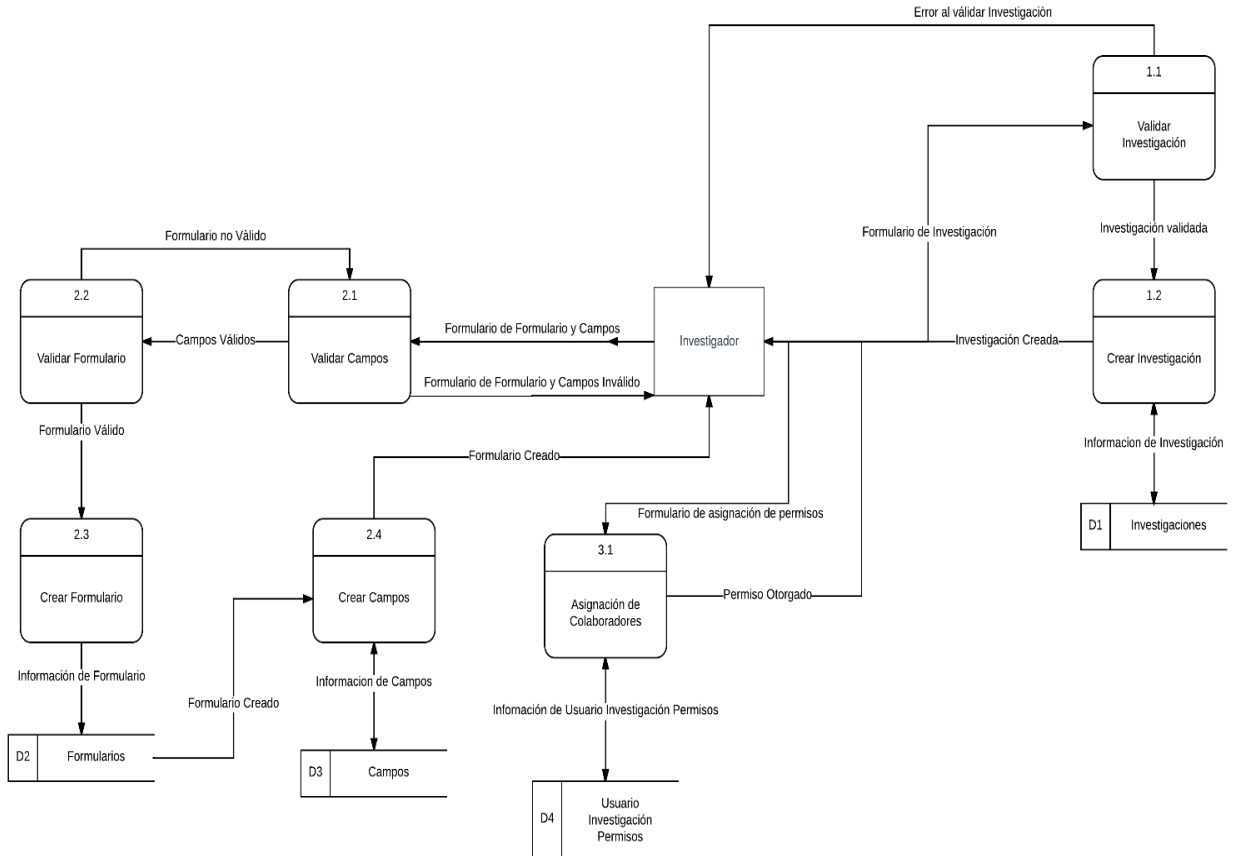 Error al válidar Investigaciòn
1.1
Validar
Investigación
Formulario no Vàlido
Formulario de Investigación
Investigación validada
2.2
Validar Formulario
2.1
Validar Campos
Campos Válidos
Formulario de Formulario y Campos
Formulario de Formulario y Campos Inválido
Investigador
Investigación Creada
1.2
Crear Investigación
Formulario Válido
Formulario Creado
Informacion de Investigación
Formulario de asignación de permisos
D1
Investigaciones
2.3
Crear Formulario
2.4
Crear Campos
3.1
Asignación de
Colaboradores
Permiso Otorgado
Información de Formulario
Formulario Creado
Informacion de Campos
Infornación de Usuario Investigación Permisos
D2
Formularios
D3
Campos
D4
Usuario
Investigación
Permisos